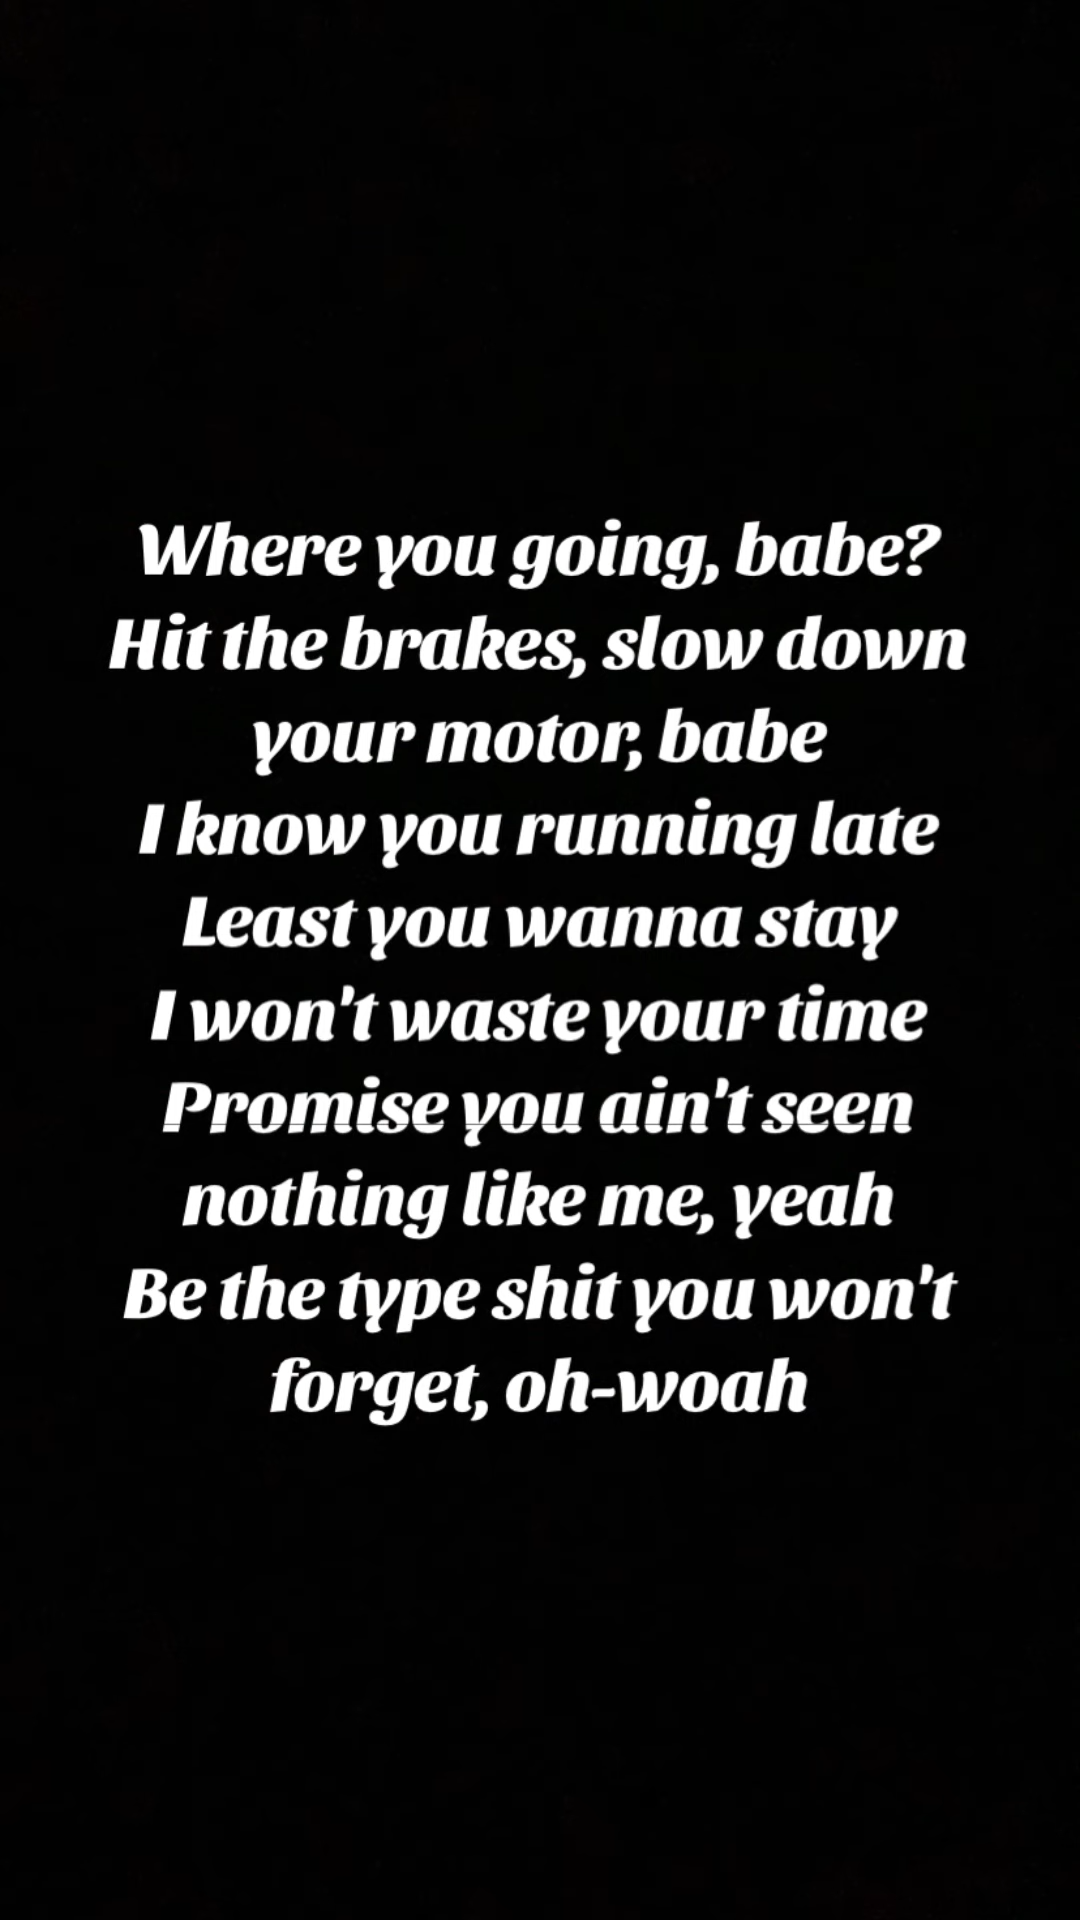 Where you going, babe?
Hit the brakes, slow down
your motor, babe
I know you running late
Least you wanna stay
I won't waste your time
Promise you ain't seen
nothing like me, yeah
Be the type shit you won't
forget, oh-woah